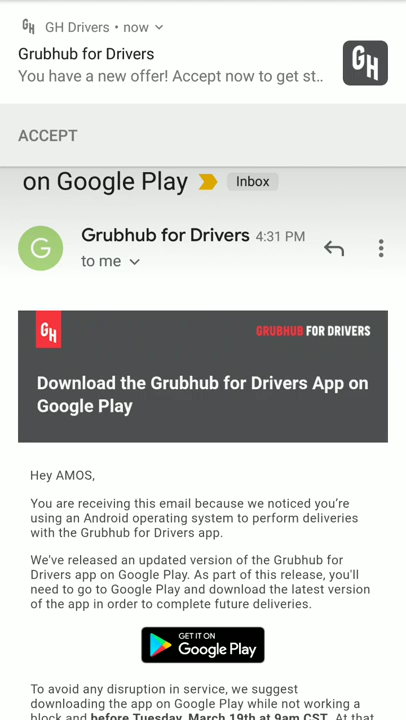 GH GH Drivers • now
Grubhub for Drivers
You have a new offer! Accept now to get st..
GH
ACCEPT
on Google Play Inbox
G
Grubhub for Drivers 4:31 PM
to me
GH GRUBHUB FOR DRIVERS
Download the Grubhub for Drivers App on
Google Play
Hey AMOS,
You are receiving this email because we noticed you're
using an Android operating system to perform deliveries
with the Grubhub for Drivers app.
We've released an updated version of the Grubhub for
Drivers app on Google Play. As part of this release, you'll
need to go to Google Play and download the latest version
of the app in order to complete future deliveries.
GET IT ON
Google Play
To avoid any disruption in service, we suggest
downloading the app on Google Play while not working a
block and before Tuesday, March 19th at 9am CST. At that